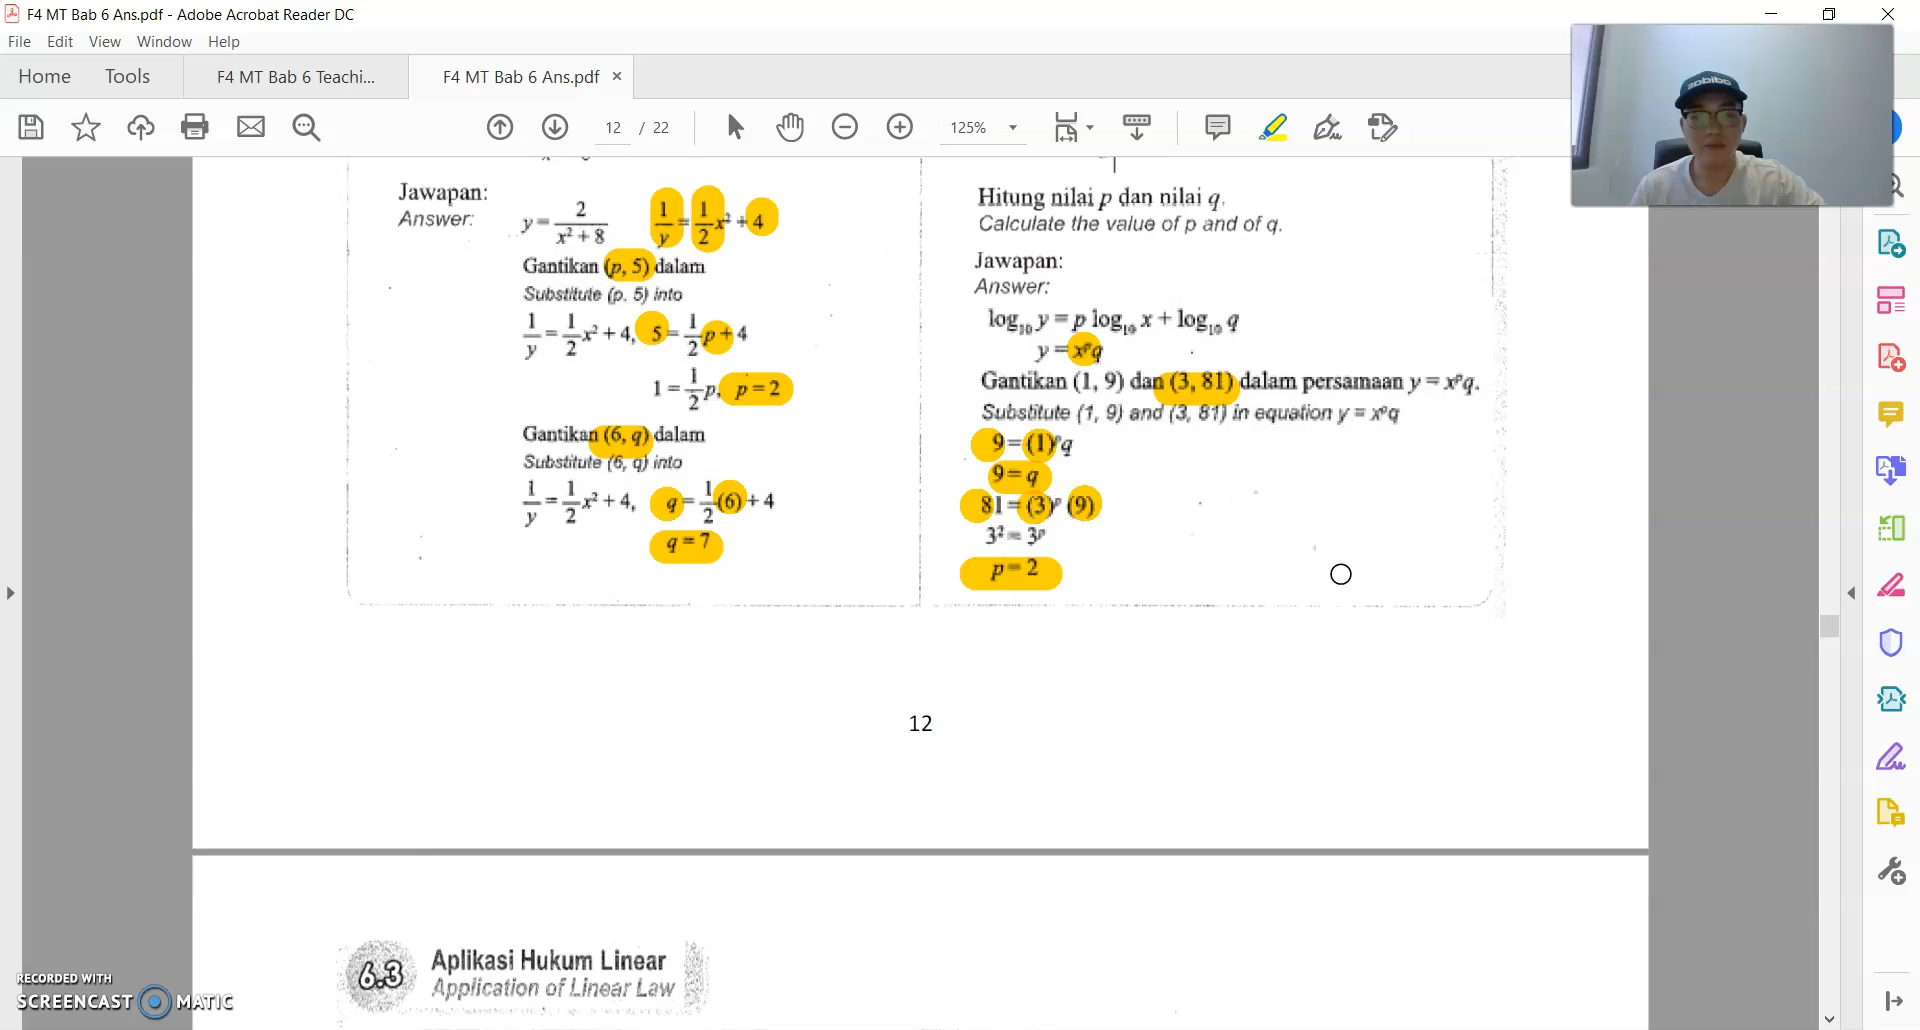 F4 MT Bab 6 Ans.pdf - Adobe Acrobat Reader DC
File Edit View Window Help
Home Tools F4 MT Bab 6 Teachi... F4 MT Bab 6 Ans.pdf ×
12 / 22 125%
Jawapan:
Answer:
y = 2/(x² + 8) 1/y = 1/2 x² + 4
Gantikan (p, 5) dalam
Substitute (p, 5) into
1/y = 1/2 x² + 4, 5 = 1/2 p + 4
1 = 1/2 p, p = 2
Gantikan (6, q) dalam
Substitute (6, q) into
1/y = 1/2 x² + 4, q = 1/2 (6) + 4
q = 7
Hitung nilai p dan nilai q.
Calculate the value of p and of q.
Jawapan:
Answer:
log₁₀ y = p log₁₀ x + log₁₀ q
y = xᵖq
Gantikan (1, 9) dan (3, 81) dalam persamaan y = xᵖq.
Substitute (1, 9) and (3, 81) in equation y = xᵖq
9 = (1)ᵖq
9 = q
81 = (3)ᵖ (9)
3² = 3ᵖ
p = 2
12
6.3 Aplikasi Hukum Linear
Application of Linear Law
RECORDED WITH
SCREENCAST MATIC